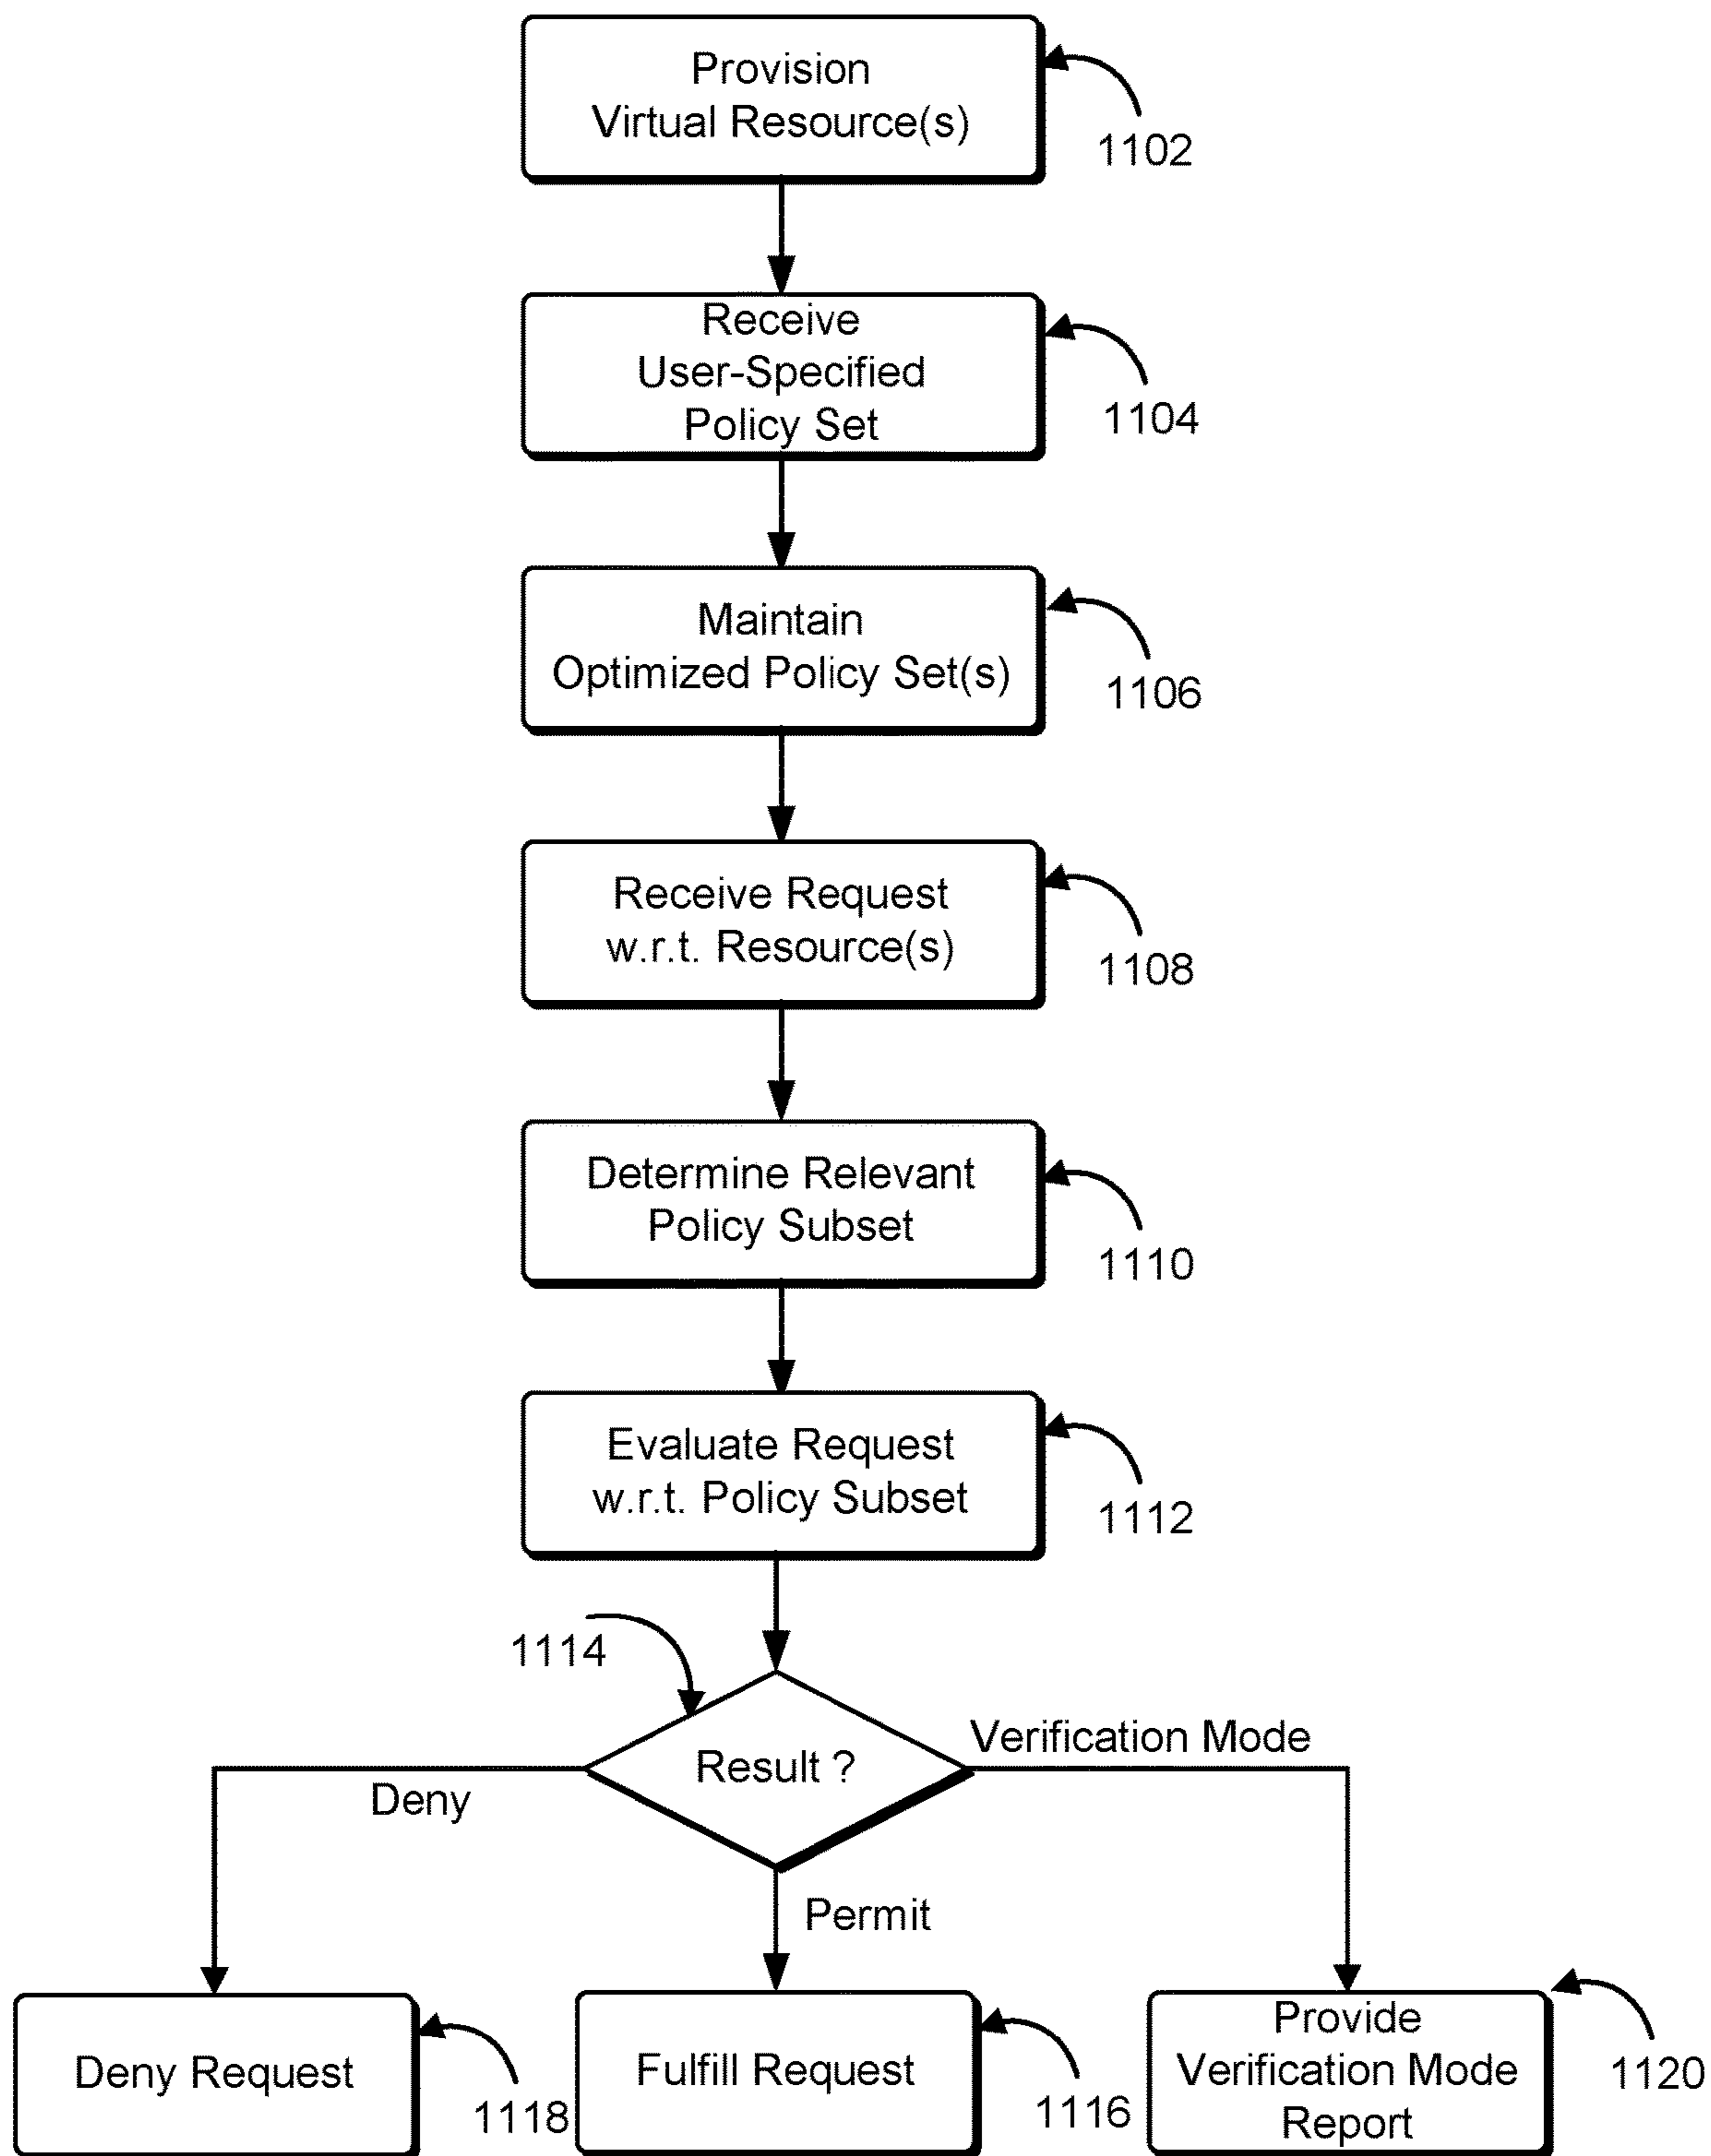 Provision
Virtual Resource(s)
1102
Receive
User-Specified
Policy Set
1104
Maintain
Optimized Policy Set(s)
1106
Receive Request
w.r.t. Resource(s)
1108
Determine Relevant
Policy Subset
1110
Evaluate Request
w.r.t. Policy Subset
1112
1114
Result ?
Verification Mode
Deny
Permit
Deny Request
1118
Fulfill Request
1116
Provide
Verification Mode
Report
1120